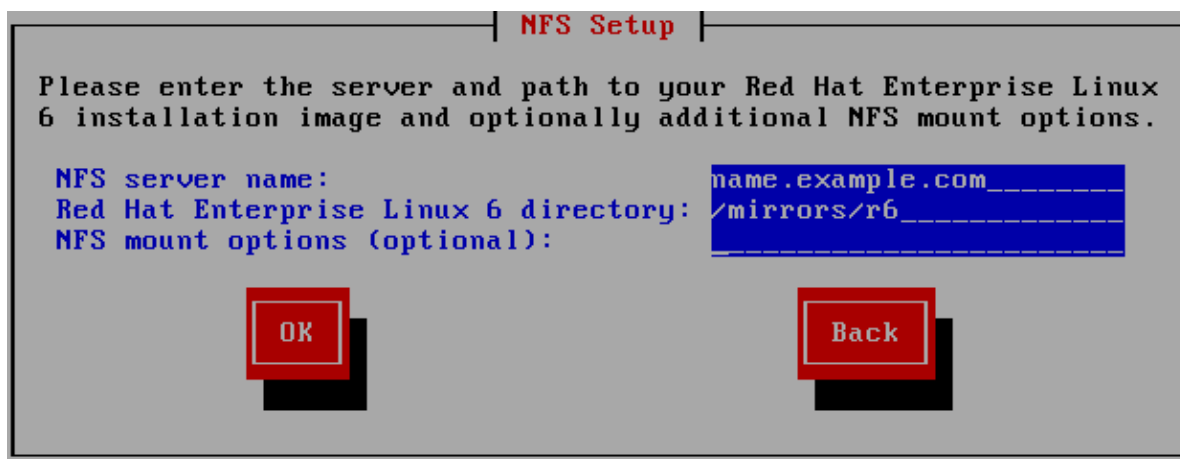 NFS Setup
Please enter the server and path to your Red Hat Enterprise Linux
6 installation image and optionally additional NFS mount options.
NFS server name: name.example.com________
Red Hat Enterprise Linux 6 directory: /mirrors/r6_____________
NFS mount options (optional): ________________________
OK Back